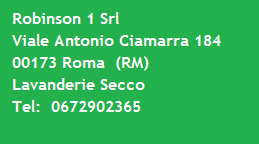 Robinson 1 Srl
Viale Antonio Ciamarra 184
00173 Roma  (RM)
Lavanderie Secco
Tel:  0672902365